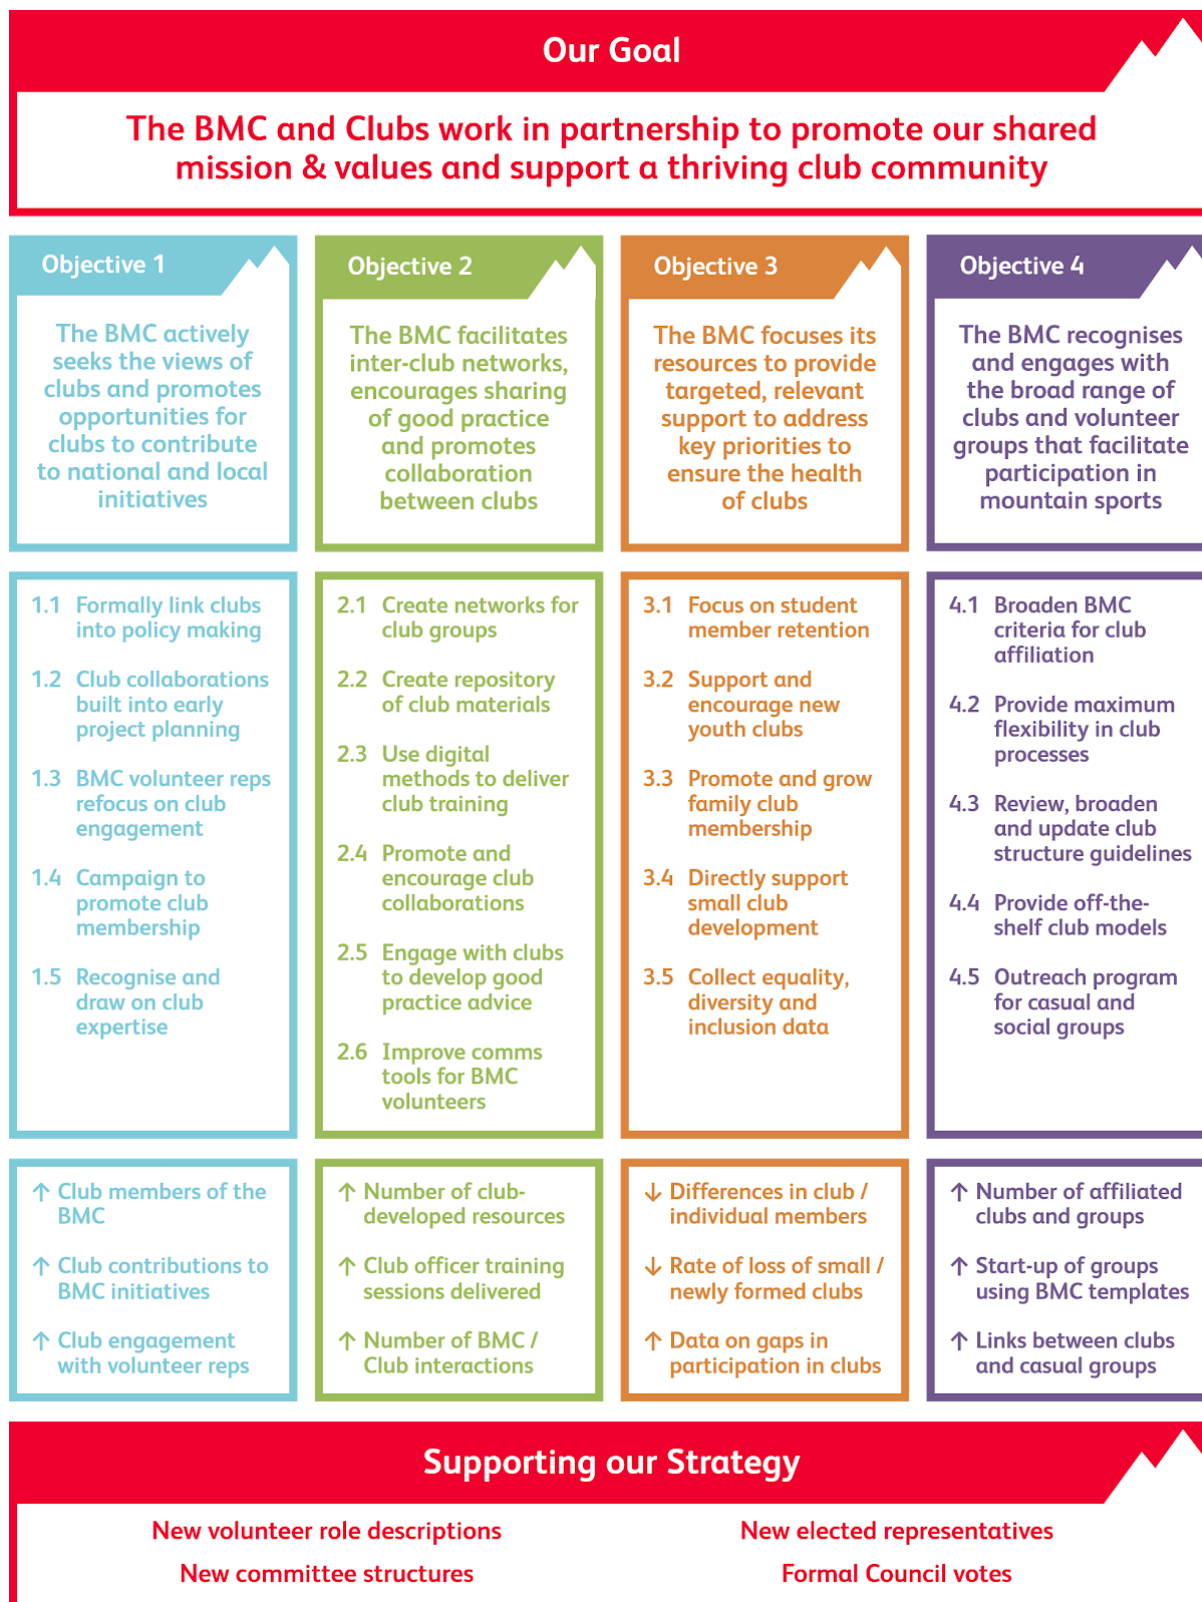 Our Goal
The BMC and Clubs work in partnership to promote our shared
mission & values and support a thriving club community
Objective 1
The BMC actively
seeks the views of
clubs and promotes
opportunities for
clubs to contribute
to national and local
initiatives
Objective 2
The BMC facilitates
inter-club networks,
encourages sharing
of good practice
and promotes
collaboration
between clubs
Objective 3
The BMC focuses its
resources to provide
targeted, relevant
support to address
key priorities to
ensure the health
of clubs
Objective 4
The BMC recognises
and engages with
the broad range of
clubs and volunteer
groups that facilitate
participation in
mountain sports
1.1 Formally link clubs
into policy making
1.2 Club collaborations
built into early
project planning
1.3 BMC volunteer reps
refocus on club
engagement
1.4 Campaign to
promote club
membership
1.5 Recognise and
draw on club
expertise
2.1 Create networks for
club groups
2.2 Create repository
of club materials
2.3 Use digital
methods to deliver
club training
2.4 Promote and
encourage club
collaborations
2.5 Engage with clubs
to develop good
practice advice
2.6 Improve comms
tools for BMC
volunteers
3.1 Focus on student
member retention
3.2 Support and
encourage new
youth clubs
3.3 Promote and grow
family club
membership
3.4 Directly support
small club
development
3.5 Collect equality,
diversity and
inclusion data
4.1 Broaden BMC
criteria for club
affiliation
4.2 Provide maximum
flexibility in club
processes
4.3 Review, broaden
and update club
structure guidelines
4.4 Provide off-the-
shelf club models
4.5 Outreach program
for casual and
social groups
↑ Club members of the
BMC
↑ Club contributions to
BMC initiatives
↑ Club engagement
with volunteer reps
↑ Number of club-
developed resources
↑ Club officer training
sessions delivered
↑ Number of BMC /
Club interactions
↓ Differences in club /
individual members
↓ Rate of loss of small /
newly formed clubs
↑ Data on gaps in
participation in clubs
↑ Number of affiliated
clubs and groups
↑ Start-up of groups
using BMC templates
↑ Links between clubs
and casual groups
Supporting our Strategy
New volunteer role descriptions
New elected representatives
New committee structures
Formal Council votes